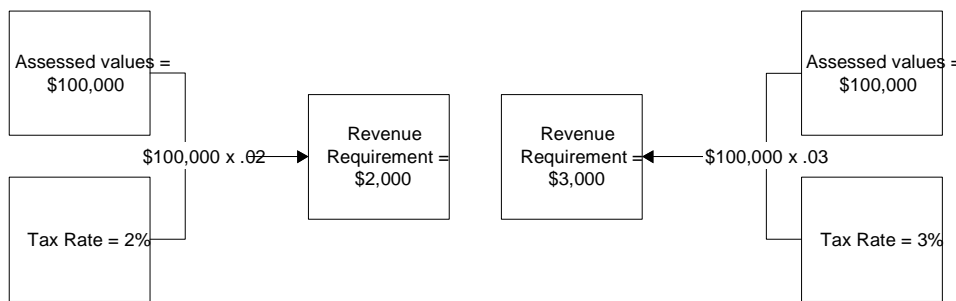 Assessed values =
$100,000
$100,000 x .02
Tax Rate = 2%
Revenue
Requirement =
$2,000
Revenue
Requirement =
$3,000
Assessed values =
$100,000
$100,000 x .03
Tax Rate = 3%